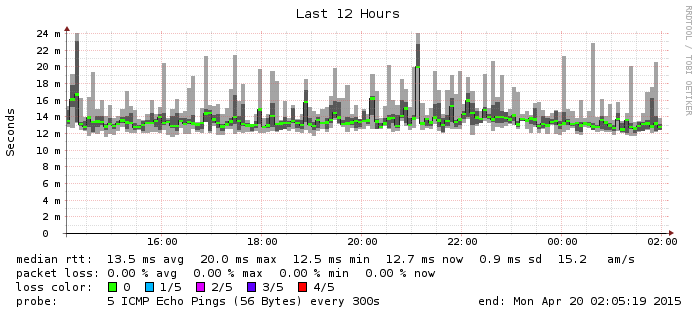 Last 12 Hours
RRDTOOL / TOBI OETIKER
Seconds
24 m
22 m
20 m
18 m
16 m
14 m
12 m
10 m
8 m
6 m
4 m
2 m
0
16:00 18:00 20:00 22:00 00:00 02:00
median rtt: 13.5 ms avg 20.0 ms max 12.5 ms min 12.7 ms now 0.9 ms sd 15.2 am/s
packet loss: 0.00 % avg 0.00 % max 0.00 % min 0.00 % now
loss color: 0 1/5 2/5 3/5 4/5
probe: 5 ICMP Echo Pings (56 Bytes) every 300s end: Mon Apr 20 02:05:19 2015